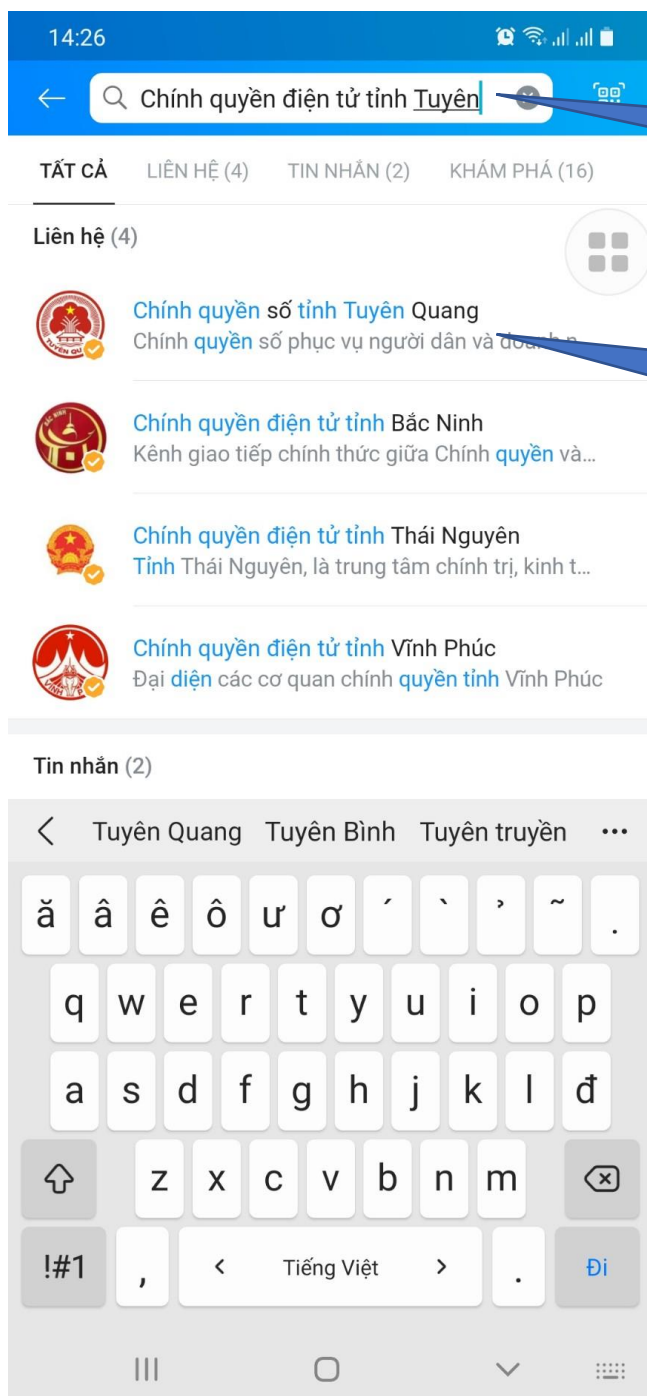 14:26
Chính quyền điện tử tỉnh Tuyên
TẤT CẢ LIÊN HỆ (4) TIN NHẮN (2) KHÁM PHÁ (16)
Liên hệ (4)
Chính quyền số tỉnh Tuyên Quang
Chính quyền số phục vụ người dân và doanh n
Chính quyền điện tử tỉnh Bắc Ninh
Kênh giao tiếp chính thức giữa Chính quyền và...
Chính quyền điện tử tỉnh Thái Nguyên
Tỉnh Thái Nguyên, là trung tâm chính trị, kinh t...
Chính quyền điện tử tỉnh Vĩnh Phúc
Đại diện các cơ quan chính quyền tỉnh Vĩnh Phúc
Tin nhắn (2)
Tuyên Quang Tuyên Bình Tuyên truyền
ă â ê ô ư ơ ´ ` ̉ ~ .
q w e r t y u i o p
a s d f g h j k l đ
z x c v b n m
!#1 , < Tiếng Việt > . Đi